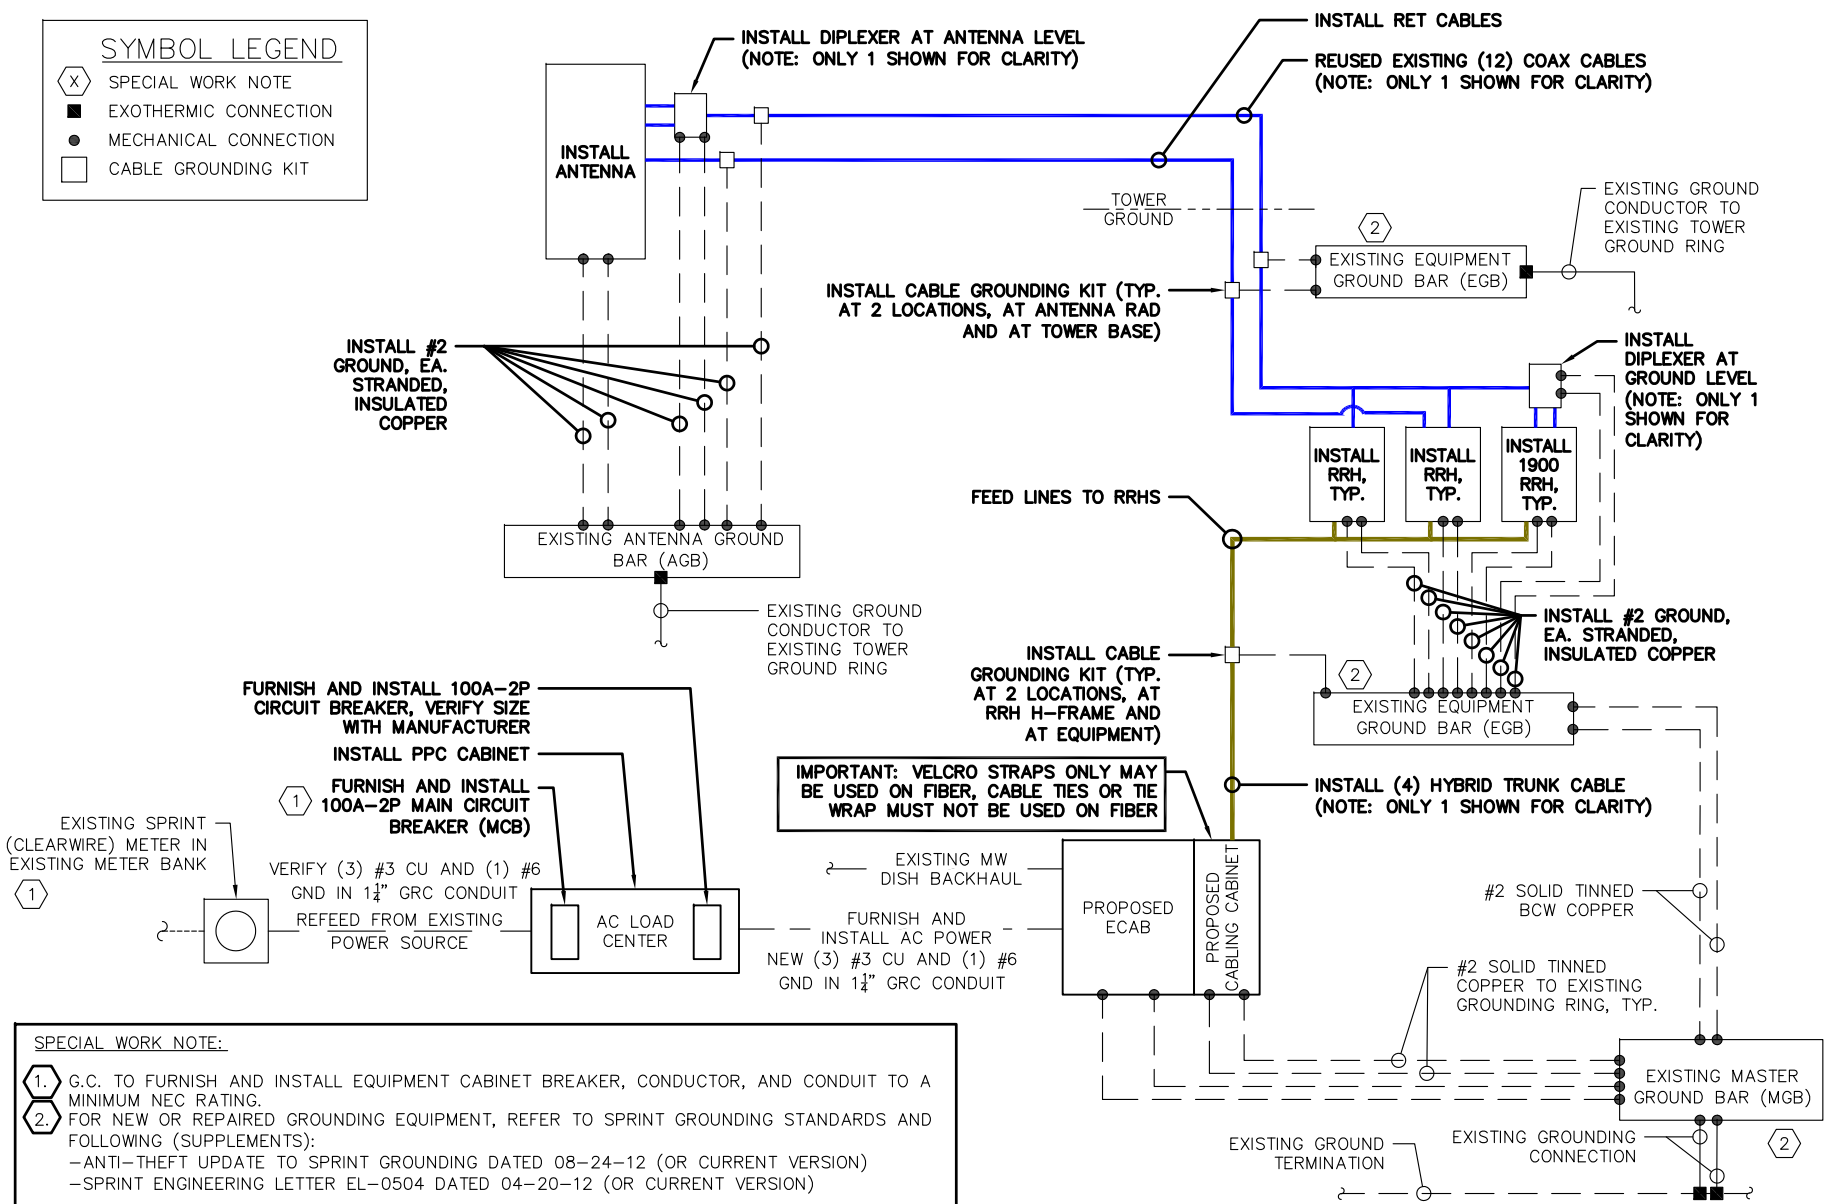 SYMBOL LEGEND
X SPECIAL WORK NOTE
EXOTHERMIC CONNECTION
MECHANICAL CONNECTION
CABLE GROUNDING KIT
INSTALL DIPLEXER AT ANTENNA LEVEL
(NOTE: ONLY 1 SHOWN FOR CLARITY)
INSTALL RET CABLES
REUSED EXISTING (12) COAX CABLES
(NOTE: ONLY 1 SHOWN FOR CLARITY)
INSTALL
ANTENNA
TOWER
GROUND
2
EXISTING GROUND
CONDUCTOR TO
EXISTING TOWER
GROUND RING
EXISTING EQUIPMENT
GROUND BAR (EGB)
INSTALL CABLE GROUNDING KIT (TYP.
AT 2 LOCATIONS, AT ANTENNA RAD
AND AT TOWER BASE)
INSTALL #2
GROUND, EA.
STRANDED,
INSULATED
COPPER
INSTALL
DIPLEXER AT
GROUND LEVEL
(NOTE: ONLY 1
SHOWN FOR
CLARITY)
INSTALL
RRH,
TYP.
INSTALL
RRH,
TYP.
INSTALL
1900
RRH,
TYP.
FEED LINES TO RRHS
EXISTING ANTENNA GROUND
BAR (AGB)
EXISTING GROUND
CONDUCTOR TO
EXISTING TOWER
GROUND RING
INSTALL #2 GROUND,
EA. STRANDED,
INSULATED COPPER
INSTALL CABLE
GROUNDING KIT (TYP.
AT 2 LOCATIONS, AT
RRH H-FRAME AND
AT EQUIPMENT)
2
EXISTING EQUIPMENT
GROUND BAR (EGB)
FURNISH AND INSTALL 100A-2P
CIRCUIT BREAKER, VERIFY SIZE
WITH MANUFACTURER
INSTALL PPC CABINET
1
FURNISH AND INSTALL
100A-2P MAIN CIRCUIT
BREAKER (MCB)
IMPORTANT: VELCRO STRAPS ONLY MAY
BE USED ON FIBER, CABLE TIES OR TIE
WRAP MUST NOT BE USED ON FIBER
INSTALL (4) HYBRID TRUNK CABLE
(NOTE: ONLY 1 SHOWN FOR CLARITY)
EXISTING SPRINT
(CLEARWIRE) METER IN
EXISTING METER BANK
1
VERIFY (3) #3 CU AND (1) #6
GND IN 1¼" GRC CONDUIT
REFEED FROM EXISTING
POWER SOURCE
AC LOAD
CENTER
EXISTING MW
DISH BACKHAUL
FURNISH AND
INSTALL AC POWER
NEW (3) #3 CU AND (1) #6
GND IN 1¼" GRC CONDUIT
PROPOSED
ECAB
PROPOSED
CABLING CABINET
#2 SOLID TINNED
BCW COPPER
#2 SOLID TINNED
COPPER TO EXISTING
GROUNDING RING, TYP.
EXISTING MASTER
GROUND BAR (MGB)
2
EXISTING GROUND
TERMINATION
EXISTING GROUNDING
CONNECTION
SPECIAL WORK NOTE:
1. G.C. TO FURNISH AND INSTALL EQUIPMENT CABINET BREAKER, CONDUCTOR, AND CONDUIT TO A
MINIMUM NEC RATING.
2. FOR NEW OR REPAIRED GROUNDING EQUIPMENT, REFER TO SPRINT GROUNDING STANDARDS AND
FOLLOWING (SUPPLEMENTS):
-ANTI-THEFT UPDATE TO SPRINT GROUNDING DATED 08-24-12 (OR CURRENT VERSION)
-SPRINT ENGINEERING LETTER EL-0504 DATED 04-20-12 (OR CURRENT VERSION)